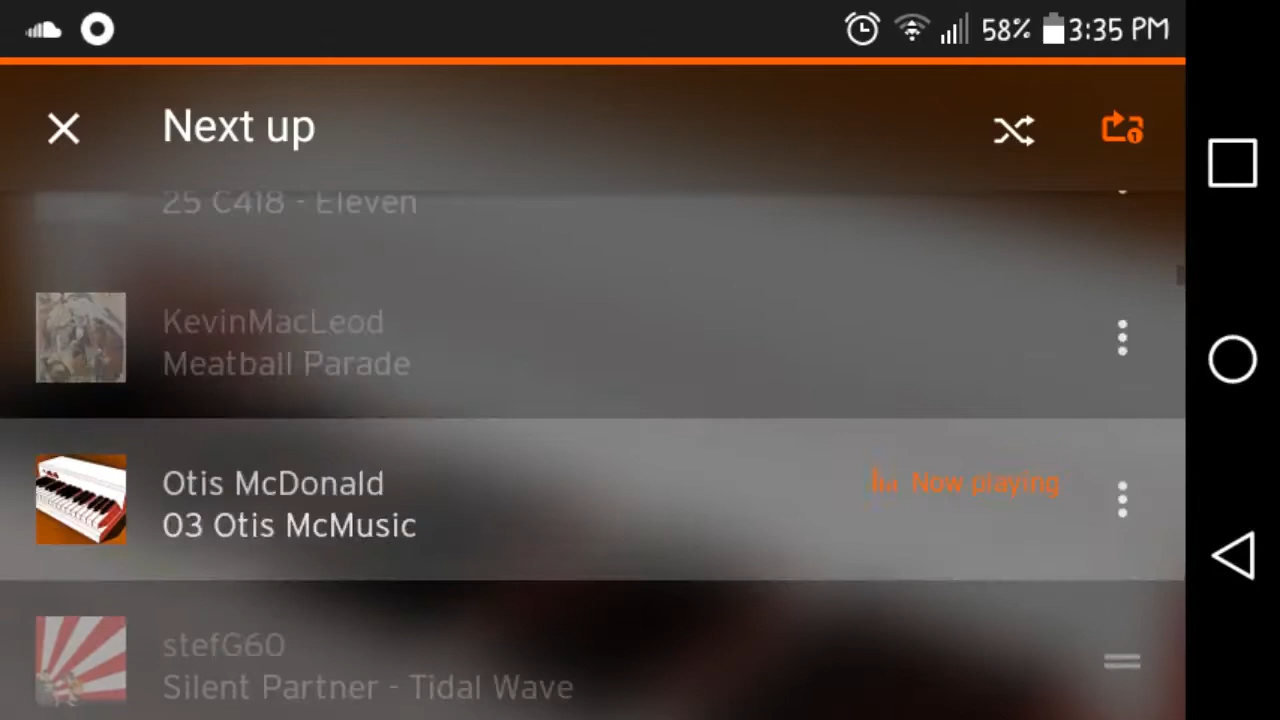 58% 3:35 PM
Next up
25 C418 - Eleven
KevinMacLeod
Meatball Parade
Otis McDonald
Now playing
03 Otis McMusic
stefG60
Silent Partner - Tidal Wave